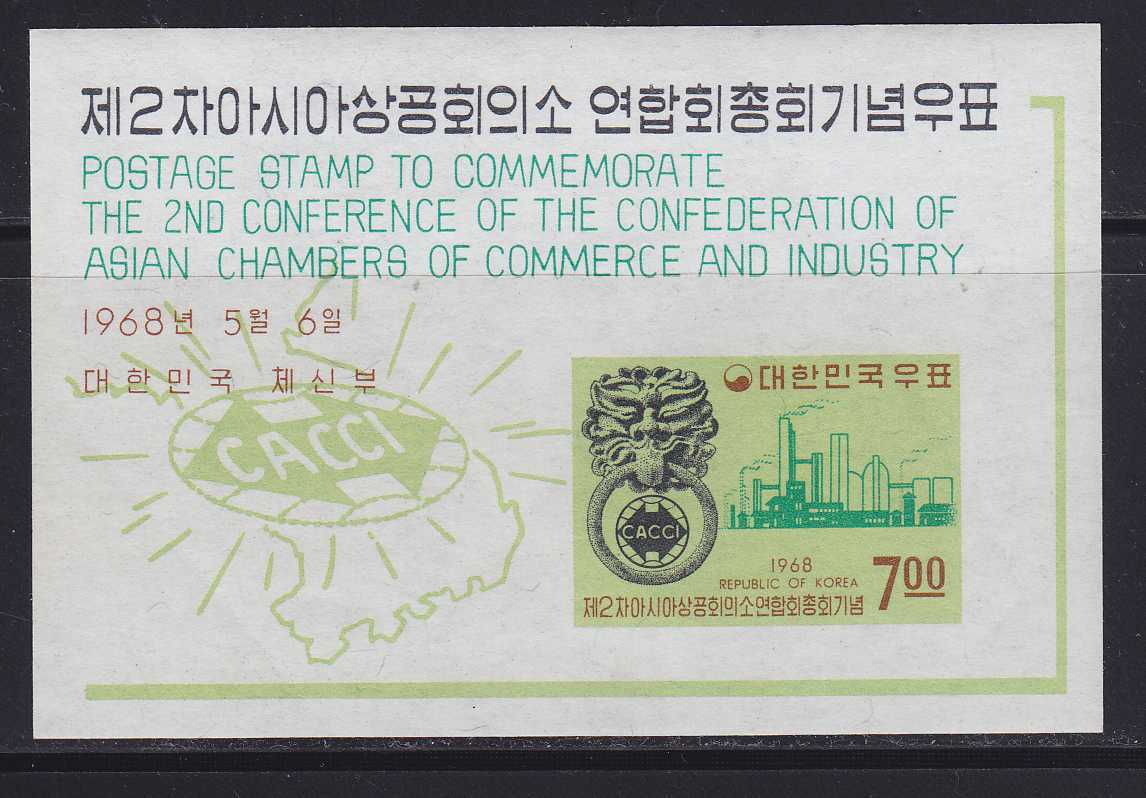 제2차아시아상공회의소 연합회총회기념우표
POSTAGE STAMP TO COMMEMORATE
THE 2ND CONFERENCE OF THE CONFEDERATION OF
ASIAN CHAMBERS OF COMMERCE AND INDUSTRY
1968년 5월 6일
대한민국 체신부
CACCI
대한민국우표
CACCI
1968
REPUBLIC OF KOREA
7.00
제2차아시아상공회의소연합회총회기념